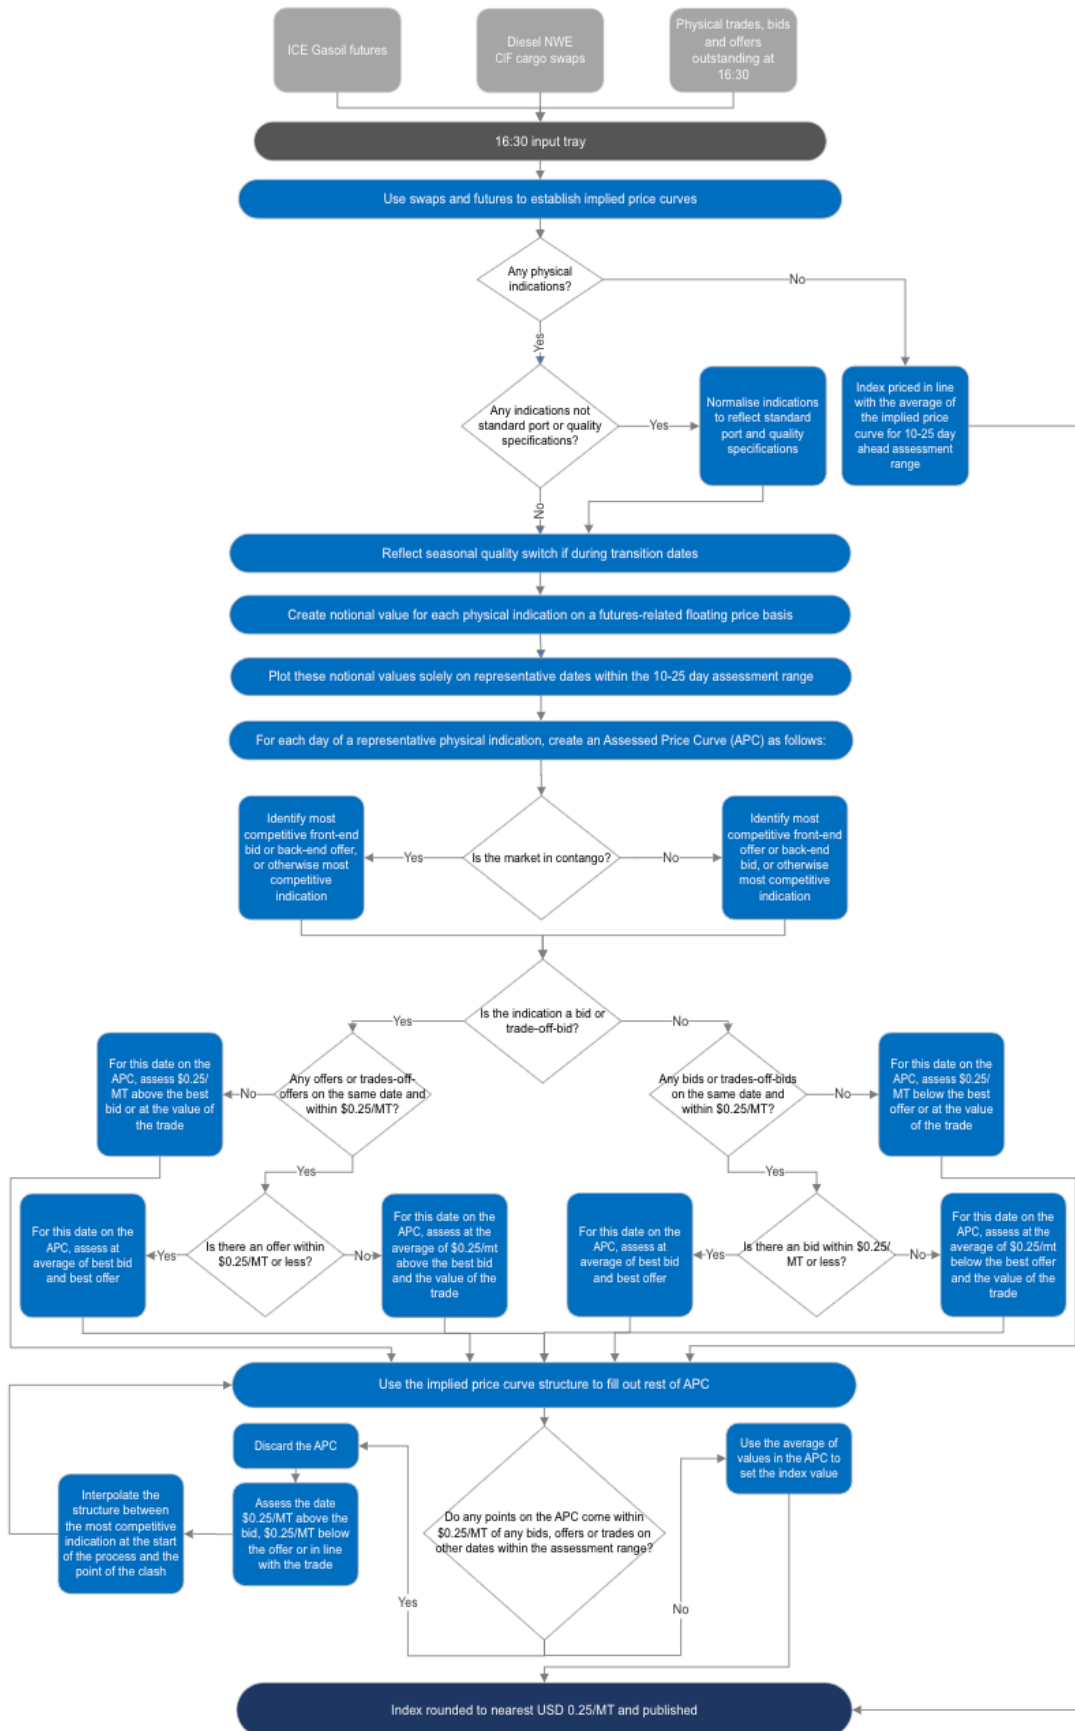 ICE Gasoil futures
Diesel NWE
CIF cargo swaps
Physical trades, bids
and offers
outstanding at
16:30
16:30 input tray
Use swaps and futures to establish implied price curves
Any physical
indications?
No
Yes
Any indications not
standard port or quality
specifications?
Yes
Normalise indications
to reflect standard
port and quality
specifications
Index priced in line
with the average of
the implied price
curve for 10-25 day
ahead assessment
range
No
Reflect seasonal quality switch if during transition dates
Create notional value for each physical indication on a futures-related floating price basis
Plot these notional values solely on representative dates within the 10-25 day assessment range
For each day of a representative physical indication, create an Assessed Price Curve (APC) as follows:
Identify most
competitive front-end
bid or back-end offer,
or otherwise most
competitive
indication
Yes
Is the market in contango?
No
Identify most
competitive front-end
offer or back-end
bid, or otherwise
most competitive
indication
Is the indication a bid or
trade-off-bid?
Yes
No
For this date on the
APC, assess $0.25/
MT above the best
bid or at the value of
the trade
No
Any offers or trades-off-
offers on the same date and
within $0.25/MT?
Any bids or trades-off-bids
on the same date and
within $0.25/MT?
No
For this date on the
APC, assess $0.25/
MT below the best
offer or at the value
of the trade
Yes
Yes
For this date on the
APC, assess at
average of best bid
and best offer
Yes
Is there an offer within
$0.25/MT or less?
No
For this date on the
APC, assess at the
average of $0.25/mt
above the best bid
and the value of the
trade
For this date on the
APC, assess at
average of best bid
and best offer
Yes
Is there an bid within $0.25/
MT or less?
No
For this date on the
APC, assess at the
average of $0.25/mt
below the best offer
and the value of the
trade
Use the implied price curve structure to fill out rest of APC
Discard the APC
Use the average of
values in the APC to
set the index value
Interpolate the
structure between
the most competitive
indication at the start
of the process and the
point of the clash
Assess the date
$0.25/MT above the
bid, $0.25/MT below
the offer or in line
with the trade
Do any points on the APC come within
$0.25/MT of any bids, offers or trades on
other dates within the assessment range?
Yes
No
Index rounded to nearest USD 0.25/MT and published